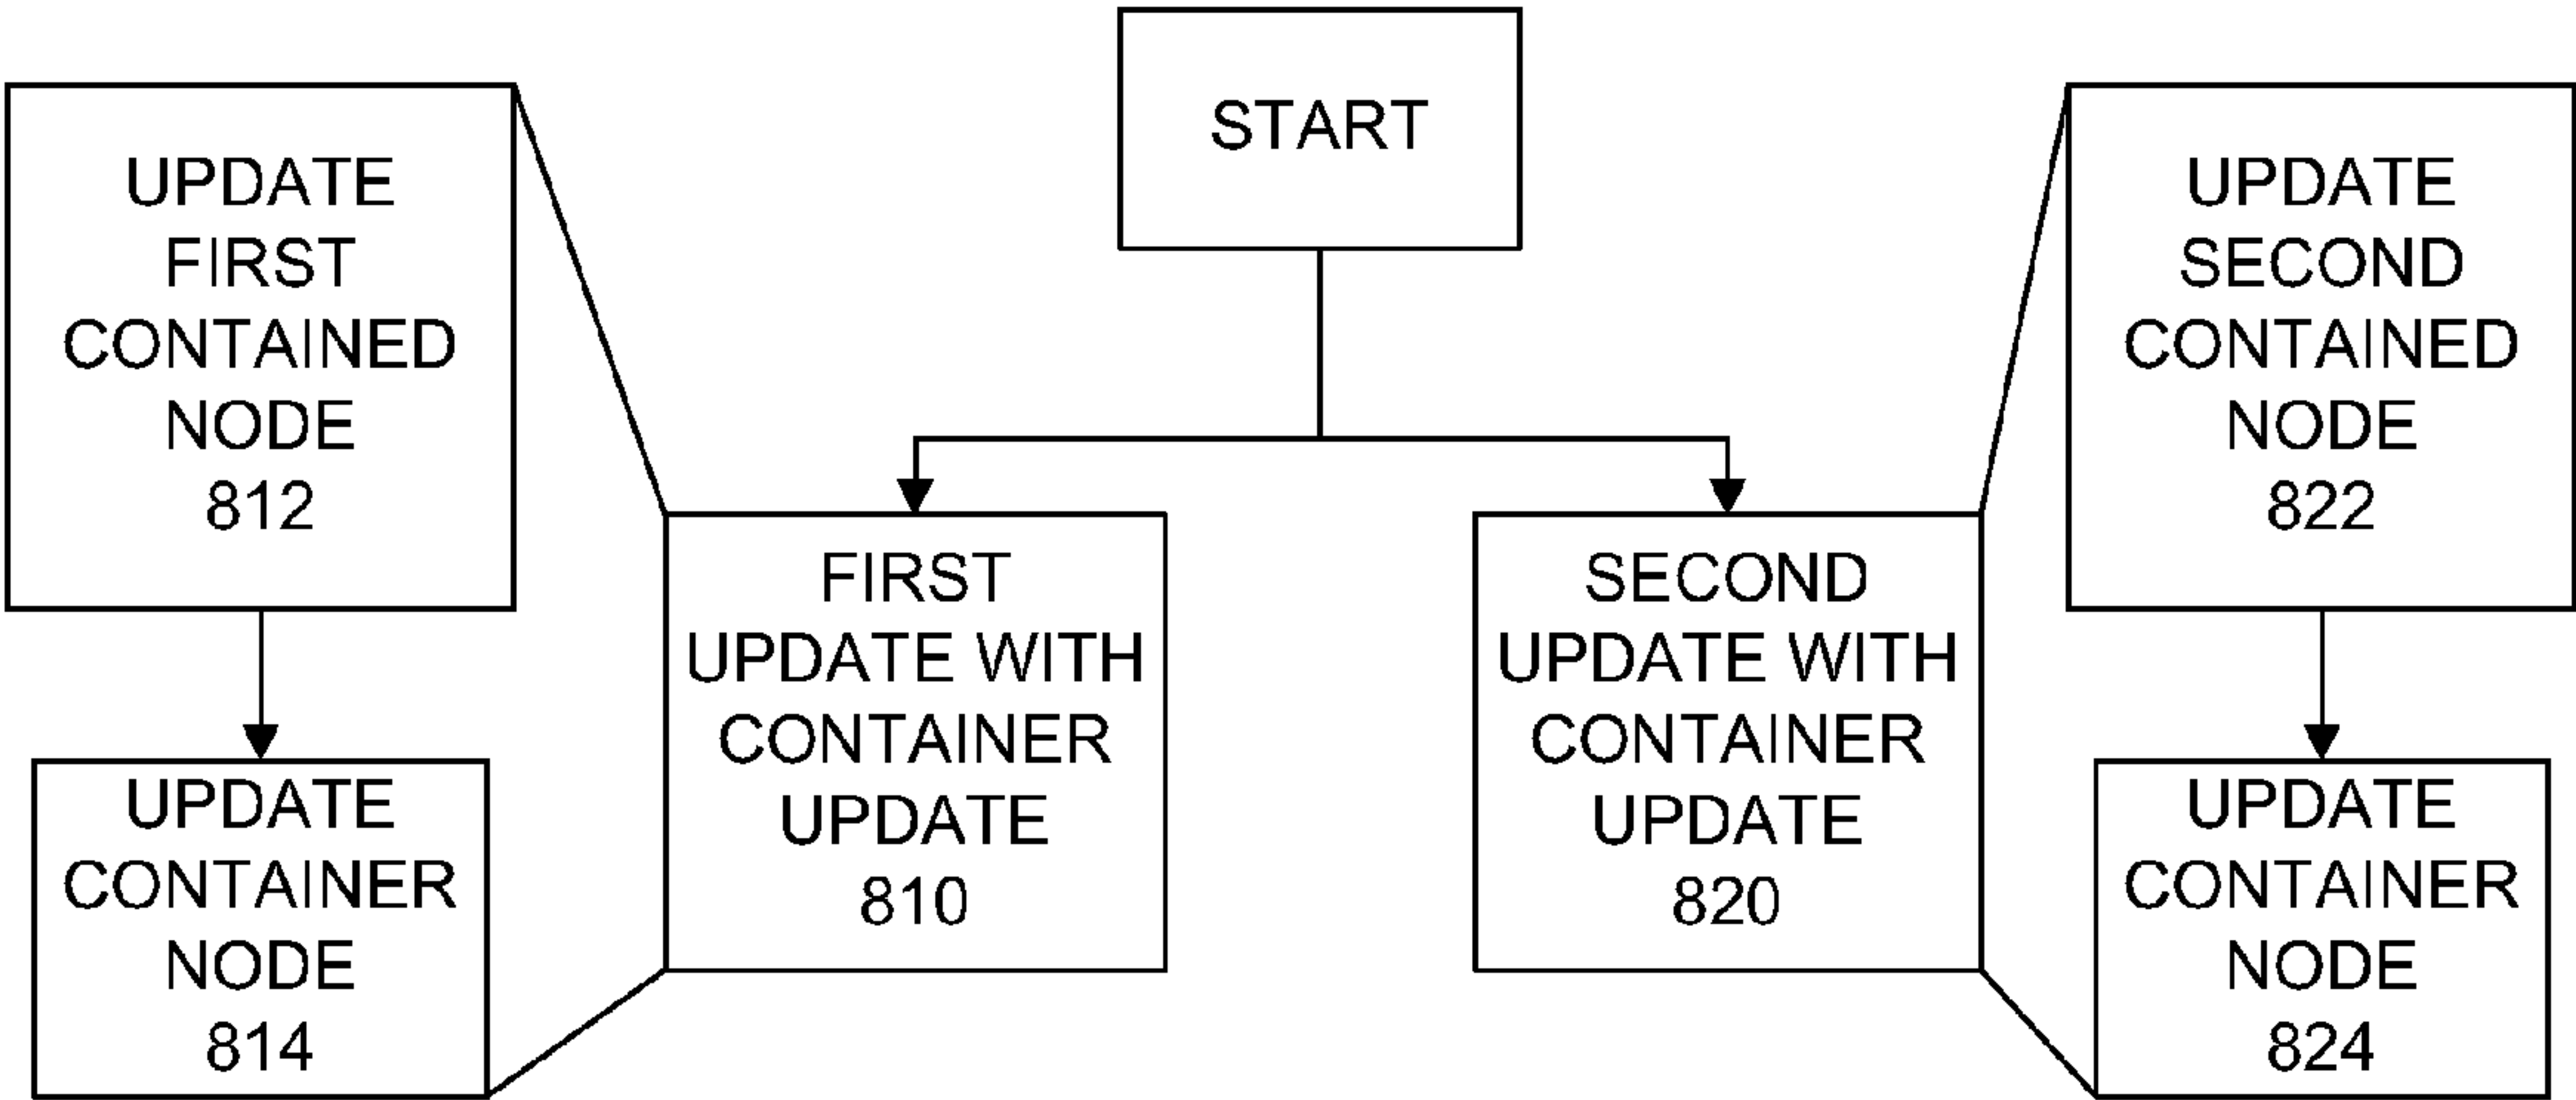 START
UPDATE
FIRST
CONTAINED
NODE
812
UPDATE
CONTAINER
NODE
814
FIRST
UPDATE WITH
CONTAINER
UPDATE
810
SECOND
UPDATE WITH
CONTAINER
UPDATE
820
UPDATE
SECOND
CONTAINED
NODE
822
UPDATE
CONTAINER
NODE
824